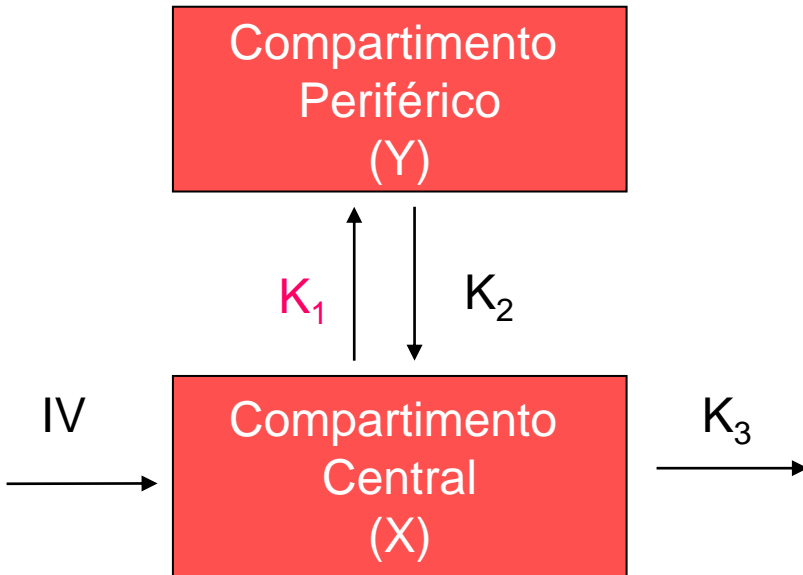 Compartimento
Periférico
(Y)
K₁
K₂
IV
Compartimento
Central
(X)
K₃